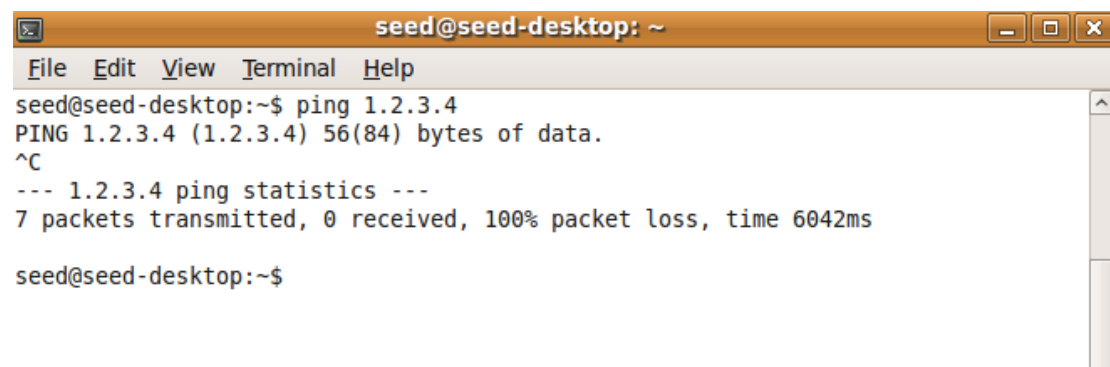 seed@seed-desktop: ~
File Edit View Terminal Help
seed@seed-desktop:~$ ping 1.2.3.4
PING 1.2.3.4 (1.2.3.4) 56(84) bytes of data.
^C
--- 1.2.3.4 ping statistics ---
7 packets transmitted, 0 received, 100% packet loss, time 6042ms
seed@seed-desktop:~$